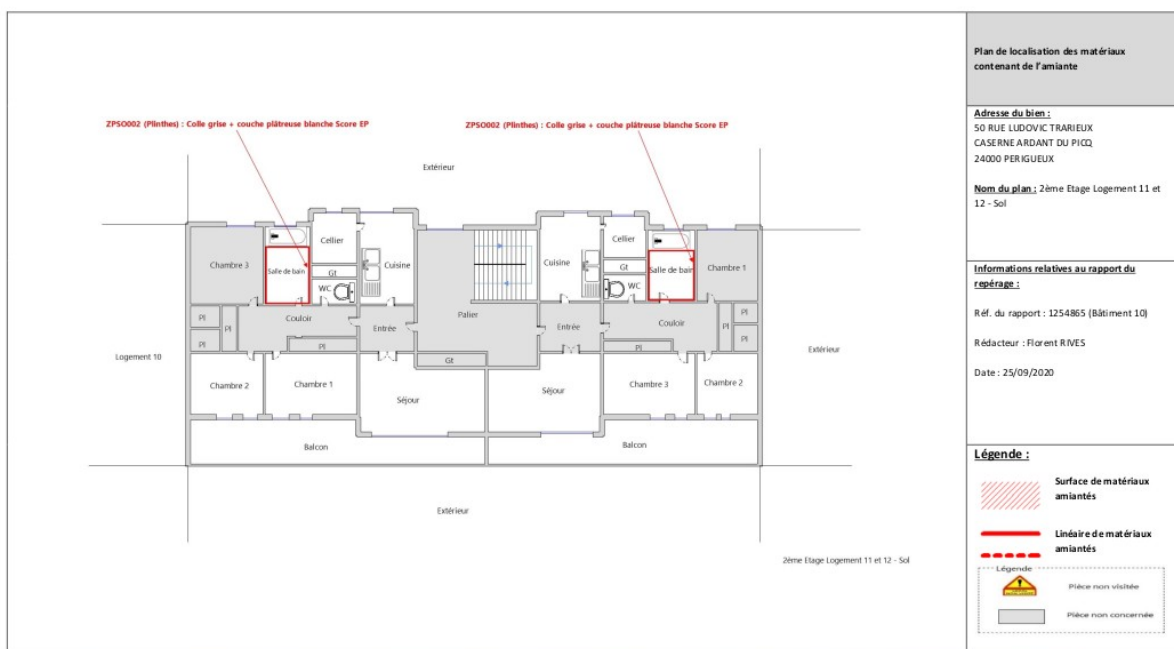 Plan de localisation des matériaux
contenant de l'amiante
Adresse du bien :
50 RUE LUDOVIC TRARIEUX
CASERNE ARDANT DU PICQ
24000 PERIGUEUX
Nom du plan : 2ème Etage Logement 11 et
12 - Sol
Informations relatives au rapport du
repérage :
Réf. du rapport : 1254865 (Bâtiment 10)
Rédacteur : Florent RIVES
Date : 25/09/2020
Légende :
Surface de matériaux
amiantés
Linéaire de matériaux
amiantés
Légende
Pièce non visitée
Pièce non concernée
ZPSO002 (Plinthes) : Colle grise + couche plâtreuse blanche Score EP
ZPSO002 (Plinthes) : Colle grise + couche plâtreuse blanche Score EP
Extérieur
Cellier
Cellier
Chambre 3
Salle de bain
Cuisine
Cuisine
Salle de bain
Chambre 1
Gt
Gt
WC
WC
Pl
Pl
Pl
Couloir
Entrée
Palier
Entrée
Couloir
Pl
Pl
Pl
Pl
Pl
Logement 10
Gt
Extérieur
Chambre 2
Chambre 1
Séjour
Séjour
Chambre 3
Chambre 2
Balcon
Balcon
Extérieur
2ème Etage Logement 11 et 12 - Sol